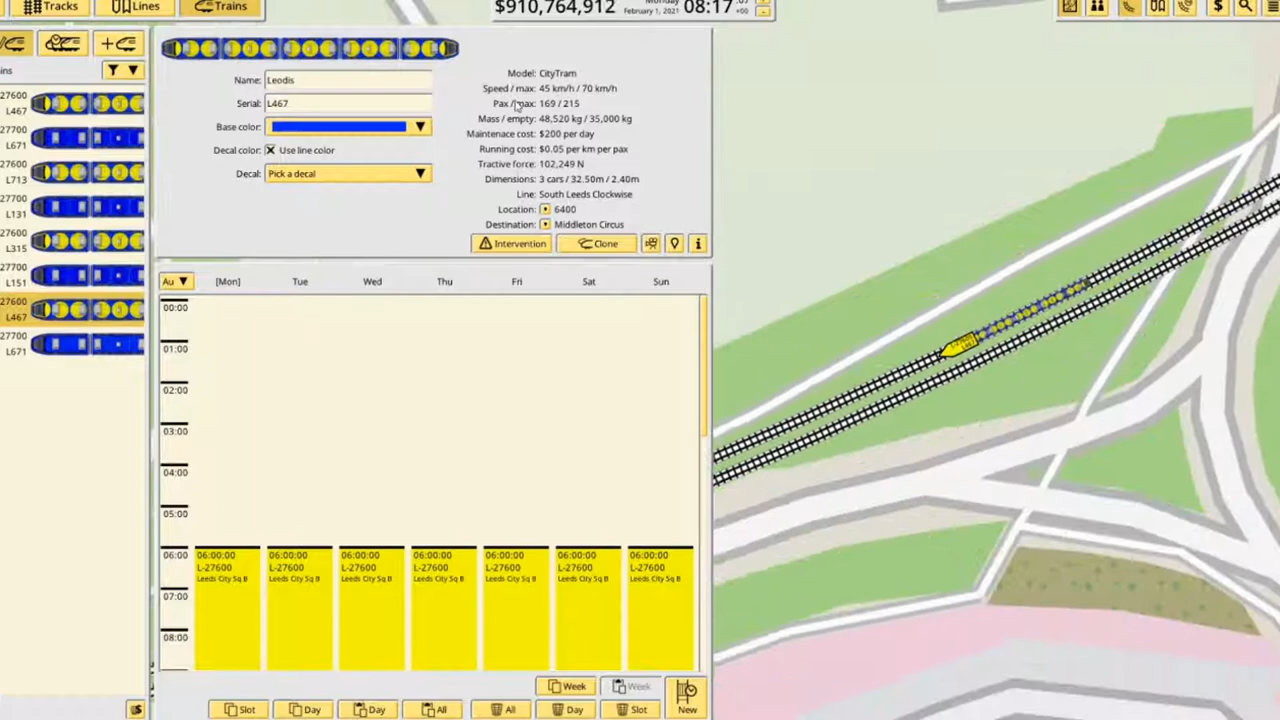 Tracks
Lines
Trains
$910,764,912
Monday
February 1, 2021
08:17
+00
$
ins
27600
L467
27700
L671
27600
L713
27700
L131
27600
L315
27700
L151
27600
L467
27700
L671
Name: Leodis
Serial: L467
Base color:
Decal color: Use line color
Decal: Pick a decal
Model: CityTram
Speed / max: 45 km/h / 70 km/h
Pax / max: 169 / 215
Mass / empty: 48,520 kg / 35,000 kg
Maintenace cost: $200 per day
Running cost: $0.05 per km per pax
Tractive force: 102,249 N
Dimensions: 3 cars / 32.50m / 2.40m
Line: South Leeds Clockwise
Location: 6400
Destination: Middleton Circus
Intervention
Clone
Au [Mon] Tue Wed Thu Fri Sat Sun
00:00
01:00
02:00
03:00
04:00
05:00
06:00
07:00
08:00
06:00:00 06:00:00 06:00:00 06:00:00 06:00:00 06:00:00 06:00:00
L-27600 L-27600 L-27600 L-27600 L-27600 L-27600 L-27600
Leeds City Sq B Leeds City Sq B Leeds City Sq B Leeds City Sq B Leeds City Sq B Leeds City Sq B Leeds City Sq B
Week Week
Slot Day Day All All Day Slot New